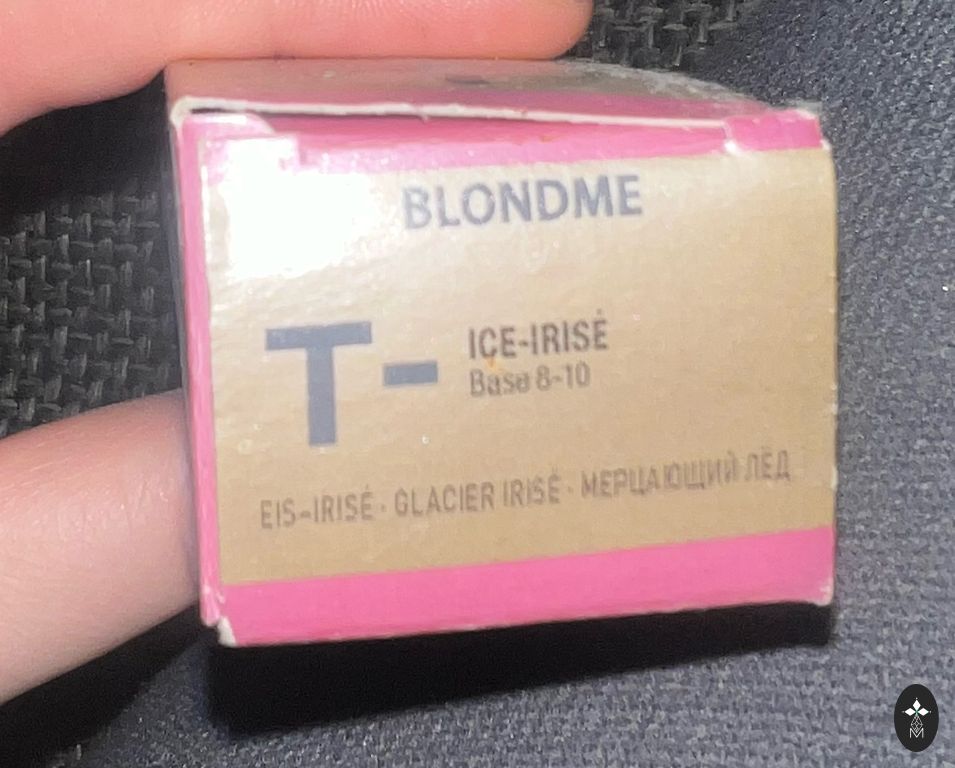 BLONDME
T-
ICE-IRISÉ
Base 8-10
EIS-IRISÉ · GLACIER IRISÉ · МЕРЦАЮЩИЙ ЛЁД
M